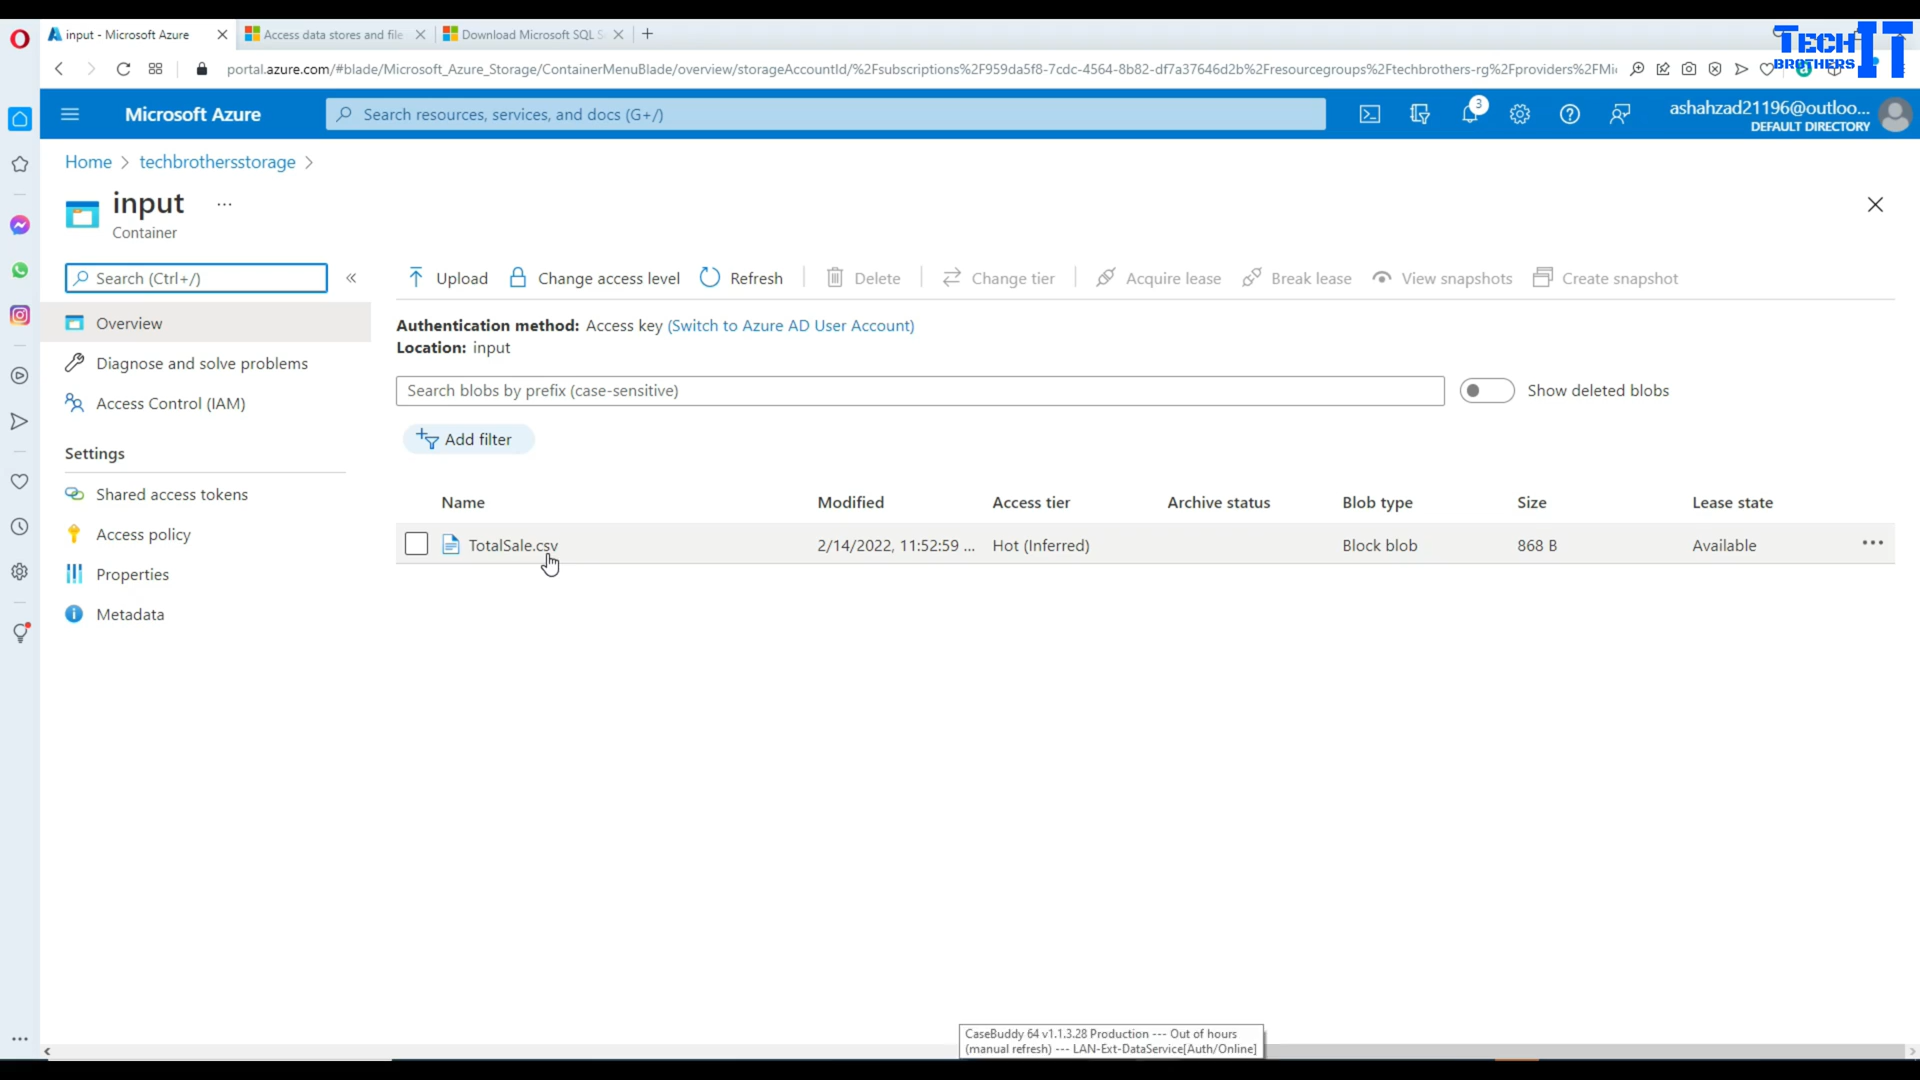 input - Microsoft Azure
Access data stores and file
Download Microsoft SQL S
TECH IT
BROTHERS
portal.azure.com/#blade/Microsoft_Azure_Storage/ContainerMenuBlade/overview/storageAccountId/%2Fsubscriptions%2F959da5f8-7cdc-4564-8b82-df7a37646d2b%2Fresourcegroups%2Ftechbrothers-rg%2Fproviders%2FMi
Microsoft Azure
Search resources, services, and docs (G+/)
3
ashahzad21196@outloo...
DEFAULT DIRECTORY
Home > techbrothersstorage >
input ...
Container
Search (Ctrl+/)
«
Upload
Change access level
Refresh
Delete
Change tier
Acquire lease
Break lease
View snapshots
Create snapshot
Overview
Diagnose and solve problems
Access Control (IAM)
Settings
Shared access tokens
Access policy
Properties
Metadata
Authentication method: Access key (Switch to Azure AD User Account)
Location: input
Search blobs by prefix (case-sensitive)
Show deleted blobs
Add filter
Name Modified Access tier Archive status Blob type Size Lease state
TotalSale.csv 2/14/2022, 11:52:59 ... Hot (Inferred) Block blob 868 B Available ...
CaseBuddy 64 v1.1.3.28 Production --- Out of hours
(manual refresh) --- LAN-Ext-DataService[Auth/Online]